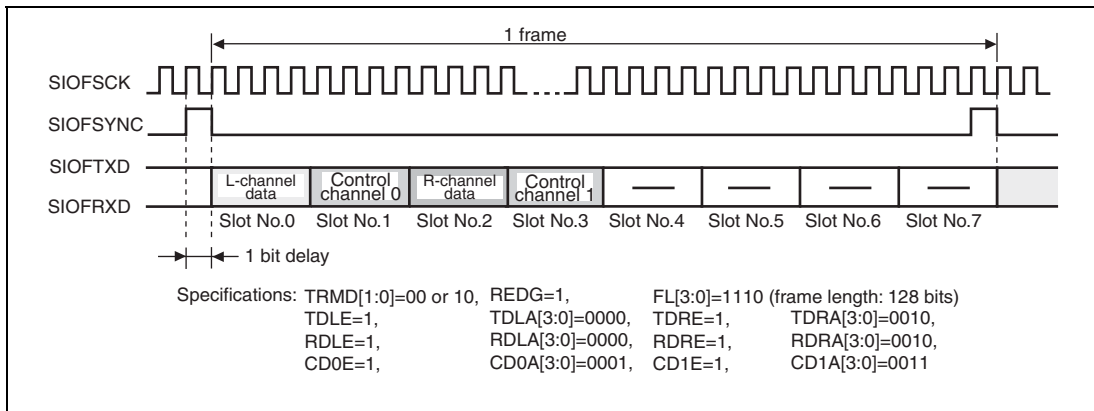 1 frame
SIOFSCK
SIOFSYNC
SIOFTXD
SIOFRXD
L-channel data
Control channel 0
R-channel data
Control channel 1
Slot No.0 Slot No.1 Slot No.2 Slot No.3 Slot No.4 Slot No.5 Slot No.6 Slot No.7
1 bit delay
Specifications: TRMD[1:0]=00 or 10, REDG=1, FL[3:0]=1110 (frame length: 128 bits)
TDLE=1, TDLA[3:0]=0000, TDRE=1, TDRA[3:0]=0010,
RDLE=1, RDLA[3:0]=0000, RDRE=1, RDRA[3:0]=0010,
CD0E=1, CD0A[3:0]=0001, CD1E=1, CD1A[3:0]=0011